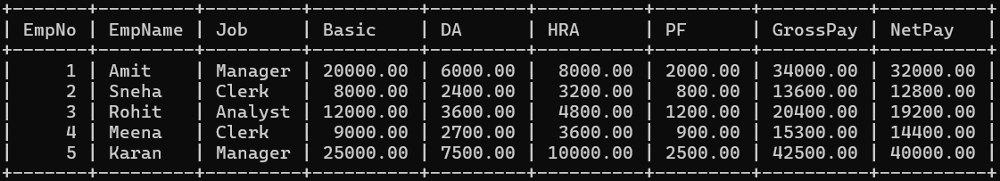 +-------+---------+---------+----------+---------+----------+---------+----------+----------+
| EmpNo | EmpName | Job     | Basic    | DA      | HRA      | PF      | GrossPay | NetPay   |
+-------+---------+---------+----------+---------+----------+---------+----------+----------+
|     1 | Amit    | Manager | 20000.00 | 6000.00 |  8000.00 | 2000.00 | 34000.00 | 32000.00 |
|     2 | Sneha   | Clerk   |  8000.00 | 2400.00 |  3200.00 |  800.00 | 13600.00 | 12800.00 |
|     3 | Rohit   | Analyst | 12000.00 | 3600.00 |  4800.00 | 1200.00 | 20400.00 | 19200.00 |
|     4 | Meena   | Clerk   |  9000.00 | 2700.00 |  3600.00 |  900.00 | 15300.00 | 14400.00 |
|     5 | Karan   | Manager | 25000.00 | 7500.00 | 10000.00 | 2500.00 | 42500.00 | 40000.00 |
+-------+---------+---------+----------+---------+----------+---------+----------+----------+